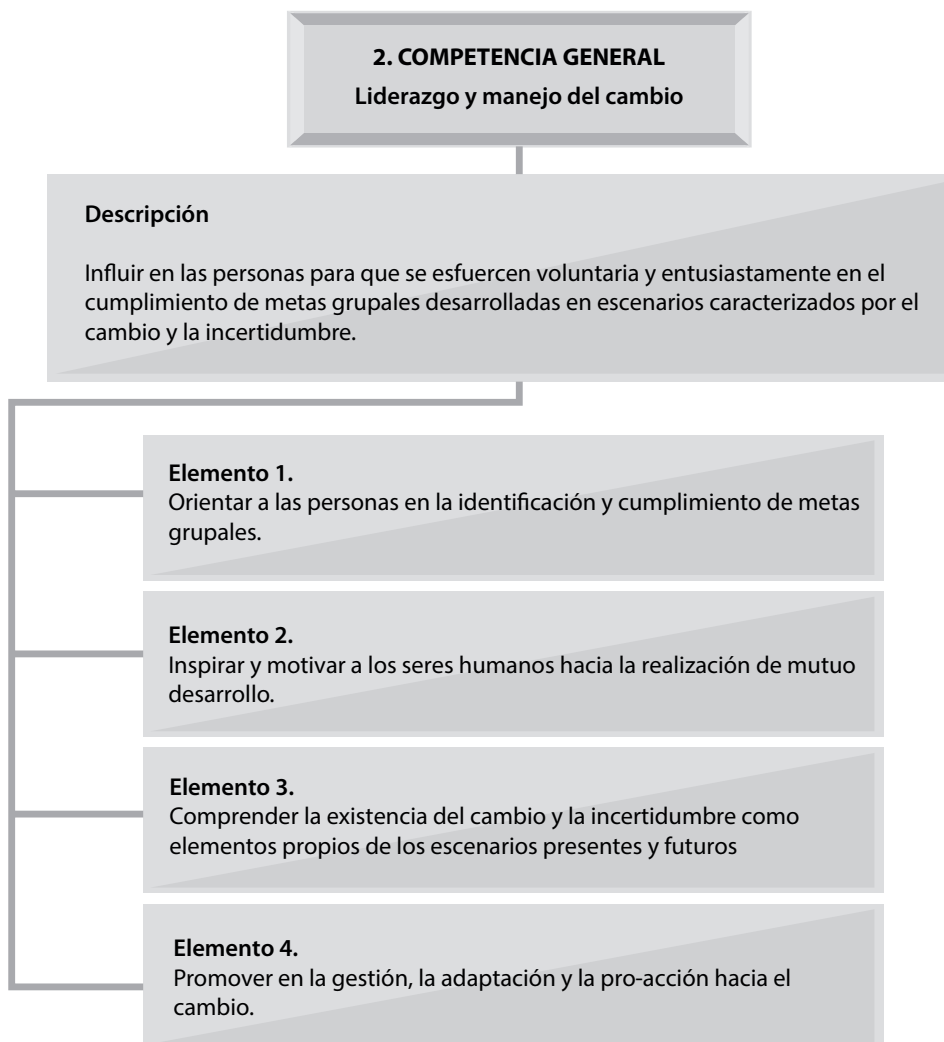 2. COMPETENCIA GENERAL
Liderazgo y manejo del cambio
Descripción
Influir en las personas para que se esfuercen voluntaria y entusiastamente en el
cumplimiento de metas grupales desarrolladas en escenarios caracterizados por el
cambio y la incertidumbre.
Elemento 1.
Orientar a las personas en la identificación y cumplimiento de metas
grupales.
Elemento 2.
Inspirar y motivar a los seres humanos hacia la realización de mutuo
desarrollo.
Elemento 3.
Comprender la existencia del cambio y la incertidumbre como
elementos propios de los escenarios presentes y futuros
Elemento 4.
Promover en la gestión, la adaptación y la pro-acción hacia el
cambio.